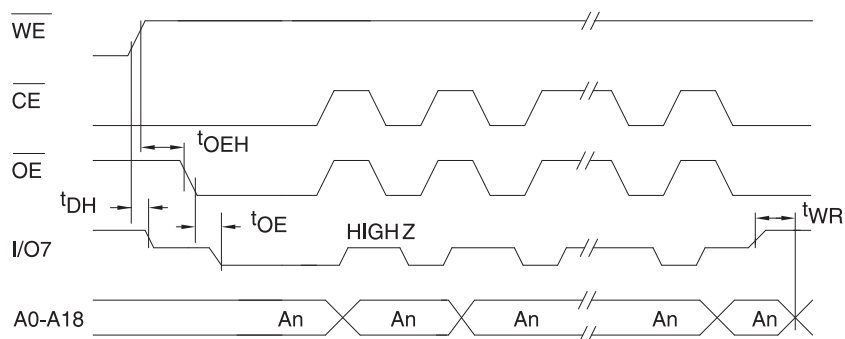 WE
CE
tOEH
OE
tDH
tOE
tWR
HIGH Z
I/O7
A0-A18 An An An An An